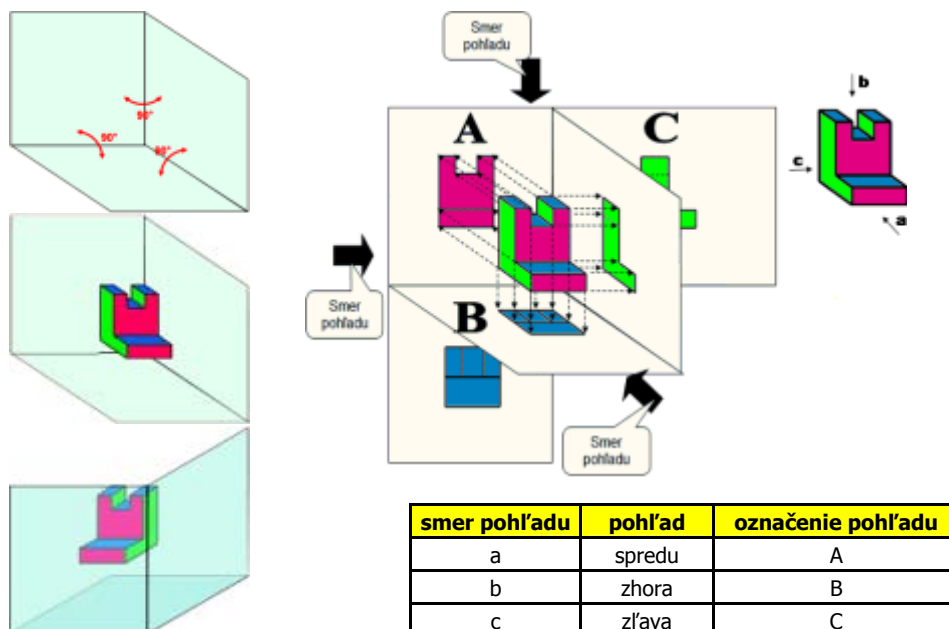 Smer
pohľadu
90°
90°
90°
A
C
b
c
a
Smer
pohľadu
B
Smer
pohľadu
smer pohľadu pohľad označenie pohľadu
a spredu A
b zhora B
c zľava C